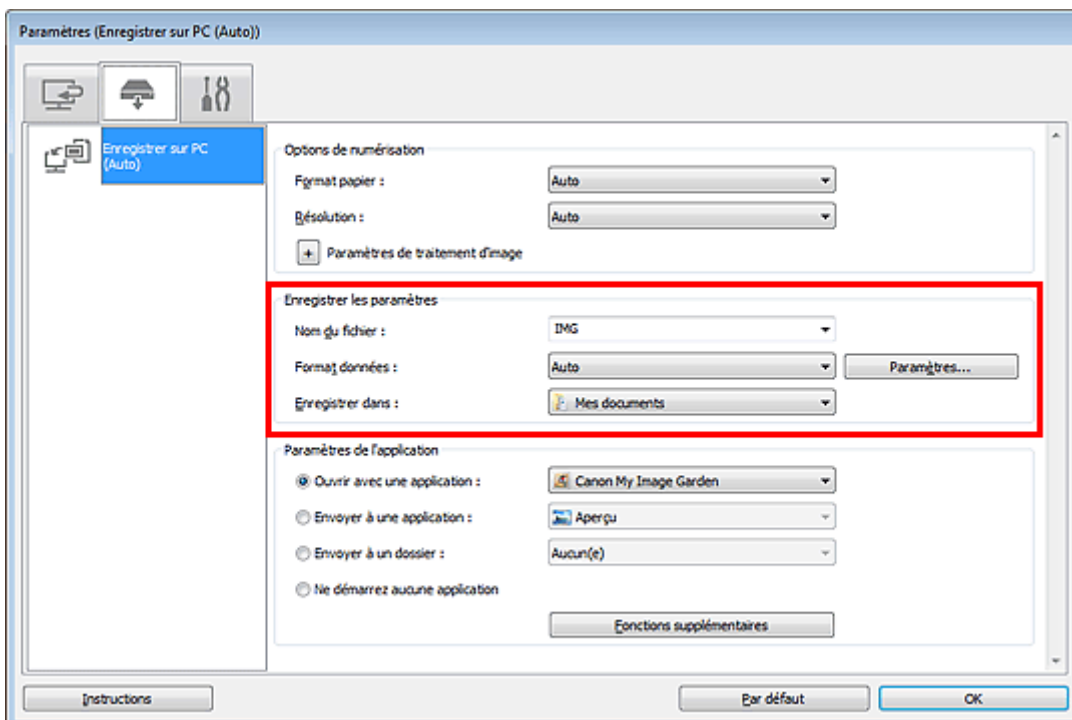 Paramètres (Enregistrer sur PC (Auto))
Enregistrer sur PC
(Auto)
Options de numérisation
Format papier : Auto
Résolution : Auto
+ Paramètres de traitement d'image
Enregistrer les paramètres
Nom du fichier : IMG
Format données : Auto Paramètres...
Enregistrer dans : Mes documents
Paramètres de l'application
Ouvrir avec une application : Canon My Image Garden
Envoyer à une application : Aperçu
Envoyer à un dossier : Aucun(e)
Ne démarrez aucune application
Fonctions supplémentaires
Instructions Par défaut OK